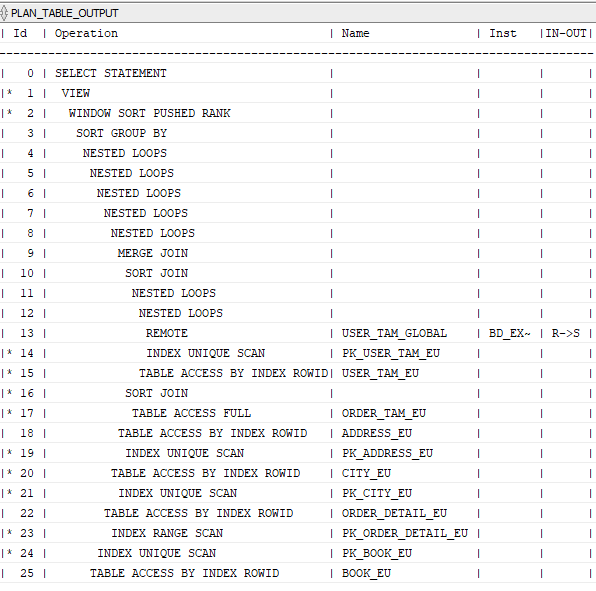 PLAN_TABLE_OUTPUT
| Id | Operation | Name | Inst |IN-OUT|
--------------------------------------------------------------------------------
| 0 | SELECT STATEMENT | | | |
|* 1 | VIEW | | | |
|* 2 | WINDOW SORT PUSHED RANK | | | |
| 3 | SORT GROUP BY | | | |
| 4 | NESTED LOOPS | | | |
| 5 | NESTED LOOPS | | | |
| 6 | NESTED LOOPS | | | |
| 7 | NESTED LOOPS | | | |
| 8 | NESTED LOOPS | | | |
| 9 | MERGE JOIN | | | |
| 10 | SORT JOIN | | | |
| 11 | NESTED LOOPS | | | |
| 12 | NESTED LOOPS | | | |
| 13 | REMOTE | USER_TAM_GLOBAL | BD_EX~ | R->S |
|* 14 | INDEX UNIQUE SCAN | PK_USER_TAM_EU | | |
|* 15 | TABLE ACCESS BY INDEX ROWID| USER_TAM_EU | | |
|* 16 | SORT JOIN | | | |
|* 17 | TABLE ACCESS FULL | ORDER_TAM_EU | | |
| 18 | TABLE ACCESS BY INDEX ROWID | ADDRESS_EU | | |
|* 19 | INDEX UNIQUE SCAN | PK_ADDRESS_EU | | |
|* 20 | TABLE ACCESS BY INDEX ROWID | CITY_EU | | |
|* 21 | INDEX UNIQUE SCAN | PK_CITY_EU | | |
| 22 | TABLE ACCESS BY INDEX ROWID | ORDER_DETAIL_EU | | |
|* 23 | INDEX RANGE SCAN | PK_ORDER_DETAIL_EU | | |
|* 24 | INDEX UNIQUE SCAN | PK_BOOK_EU | | |
| 25 | TABLE ACCESS BY INDEX ROWID | BOOK_EU | | |